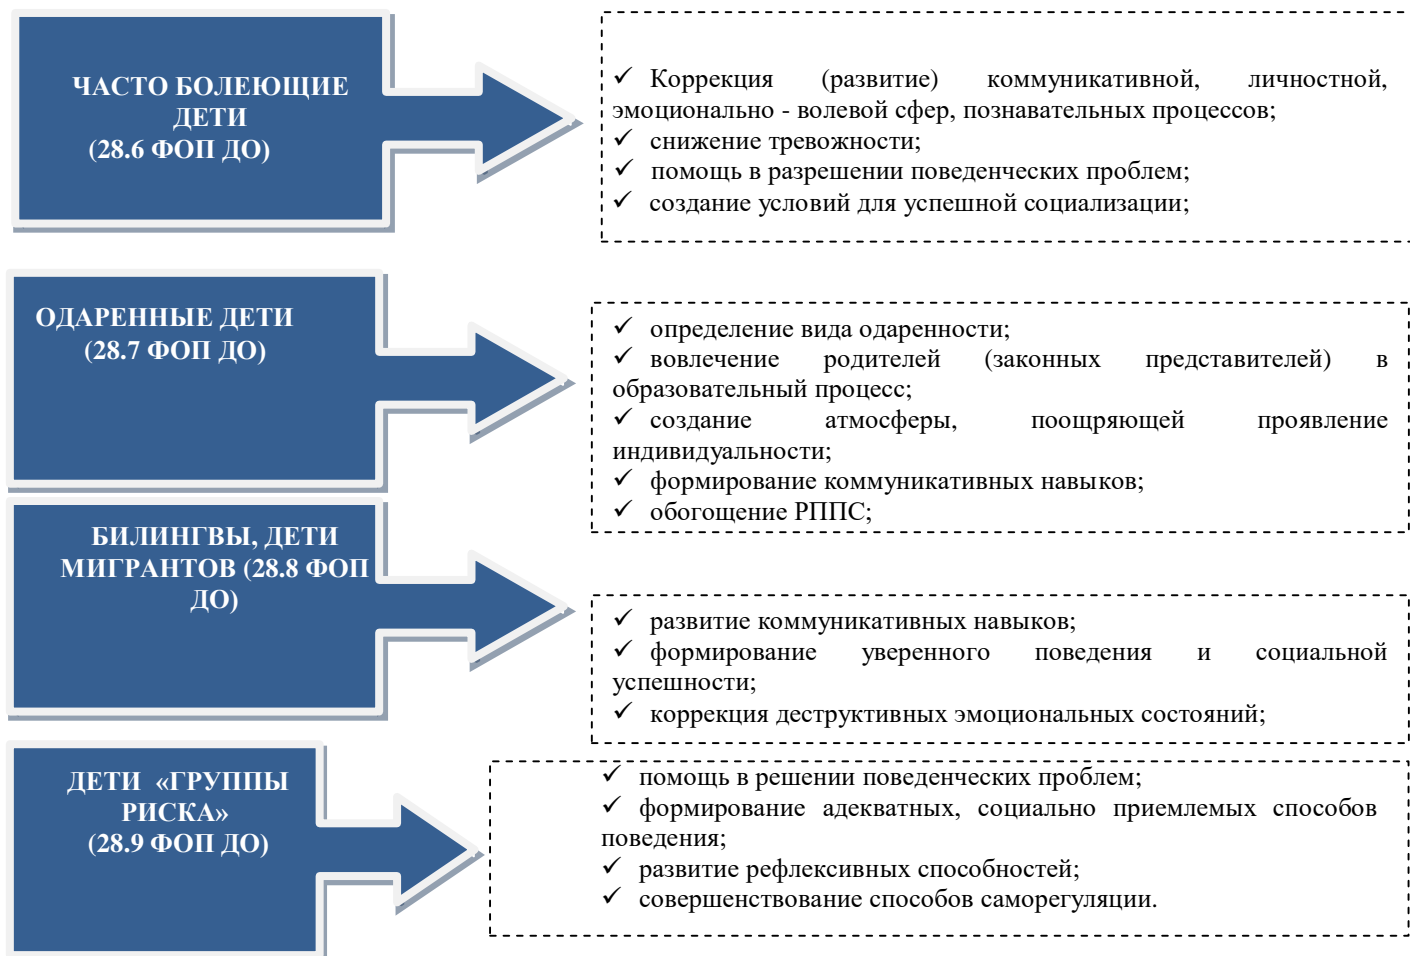 ЧАСТО БОЛЕЮЩИЕ
ДЕТИ
(28.6 ФОП ДО)
✓ Коррекция (развитие) коммуникативной, личностной,
эмоционально - волевой сфер, познавательных процессов;
✓ снижение тревожности;
✓ помощь в разрешении поведенческих проблем;
✓ создание условий для успешной социализации;
ОДАРЕННЫЕ ДЕТИ
(28.7 ФОП ДО)
✓ определение вида одаренности;
✓ вовлечение родителей (законных представителей) в
образовательный процесс;
✓ создание атмосферы, поощряющей проявление
индивидуальности;
✓ формирование коммуникативных навыков;
✓ обогощение РППС;
БИЛИНГВЫ, ДЕТИ
МИГРАНТОВ (28.8 ФОП
ДО)
✓ развитие коммуникативных навыков;
✓ формирование уверенного поведения и социальной
успешности;
✓ коррекция деструктивных эмоциональных состояний;
ДЕТИ «ГРУППЫ
РИСКА»
(28.9 ФОП ДО)
✓ помощь в решении поведенческих проблем;
✓ формирование адекватных, социально приемлемых способов
поведения;
✓ развитие рефлексивных способностей;
✓ совершенствование способов саморегуляции.